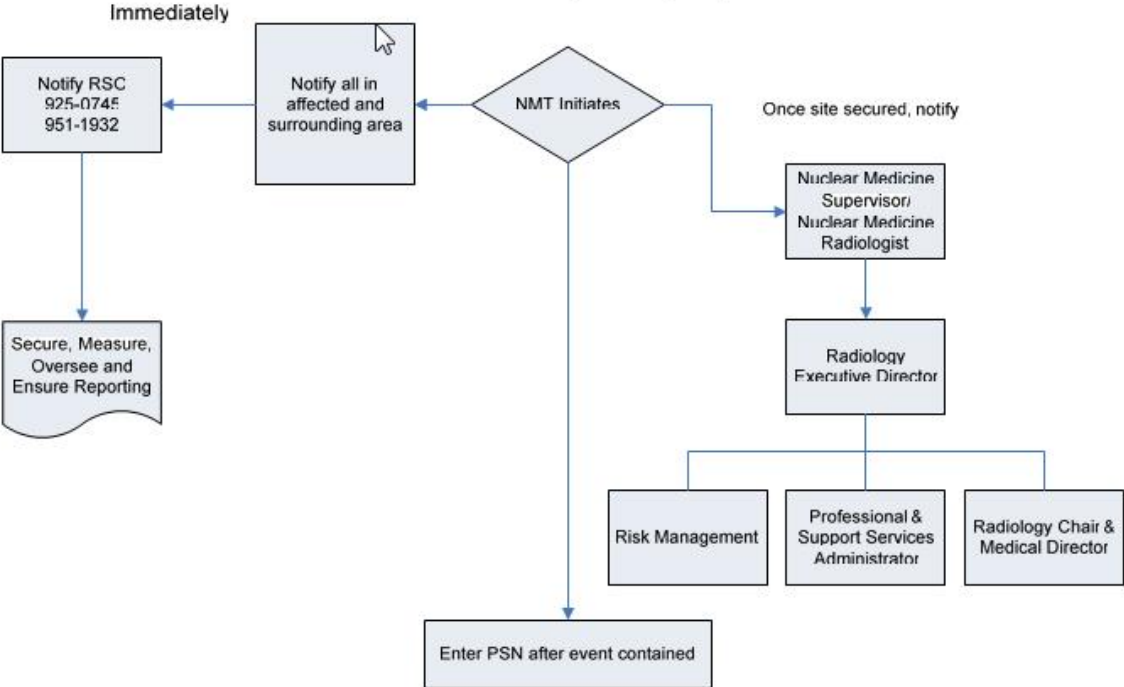 Immediately
Notify RSC
925-0745
951-1932
Notify all in
affected and
surrounding area
NMT Initiates
Once site secured, notify
Nuclear Medicine
Supervisor/
Nuclear Medicine
Radiologist
Secure, Measure,
Oversee and
Ensure Reporting
Radiology
Executive Director
Risk Management
Professional &
Support Services
Administrator
Radiology Chair &
Medical Director
Enter PSN after event contained